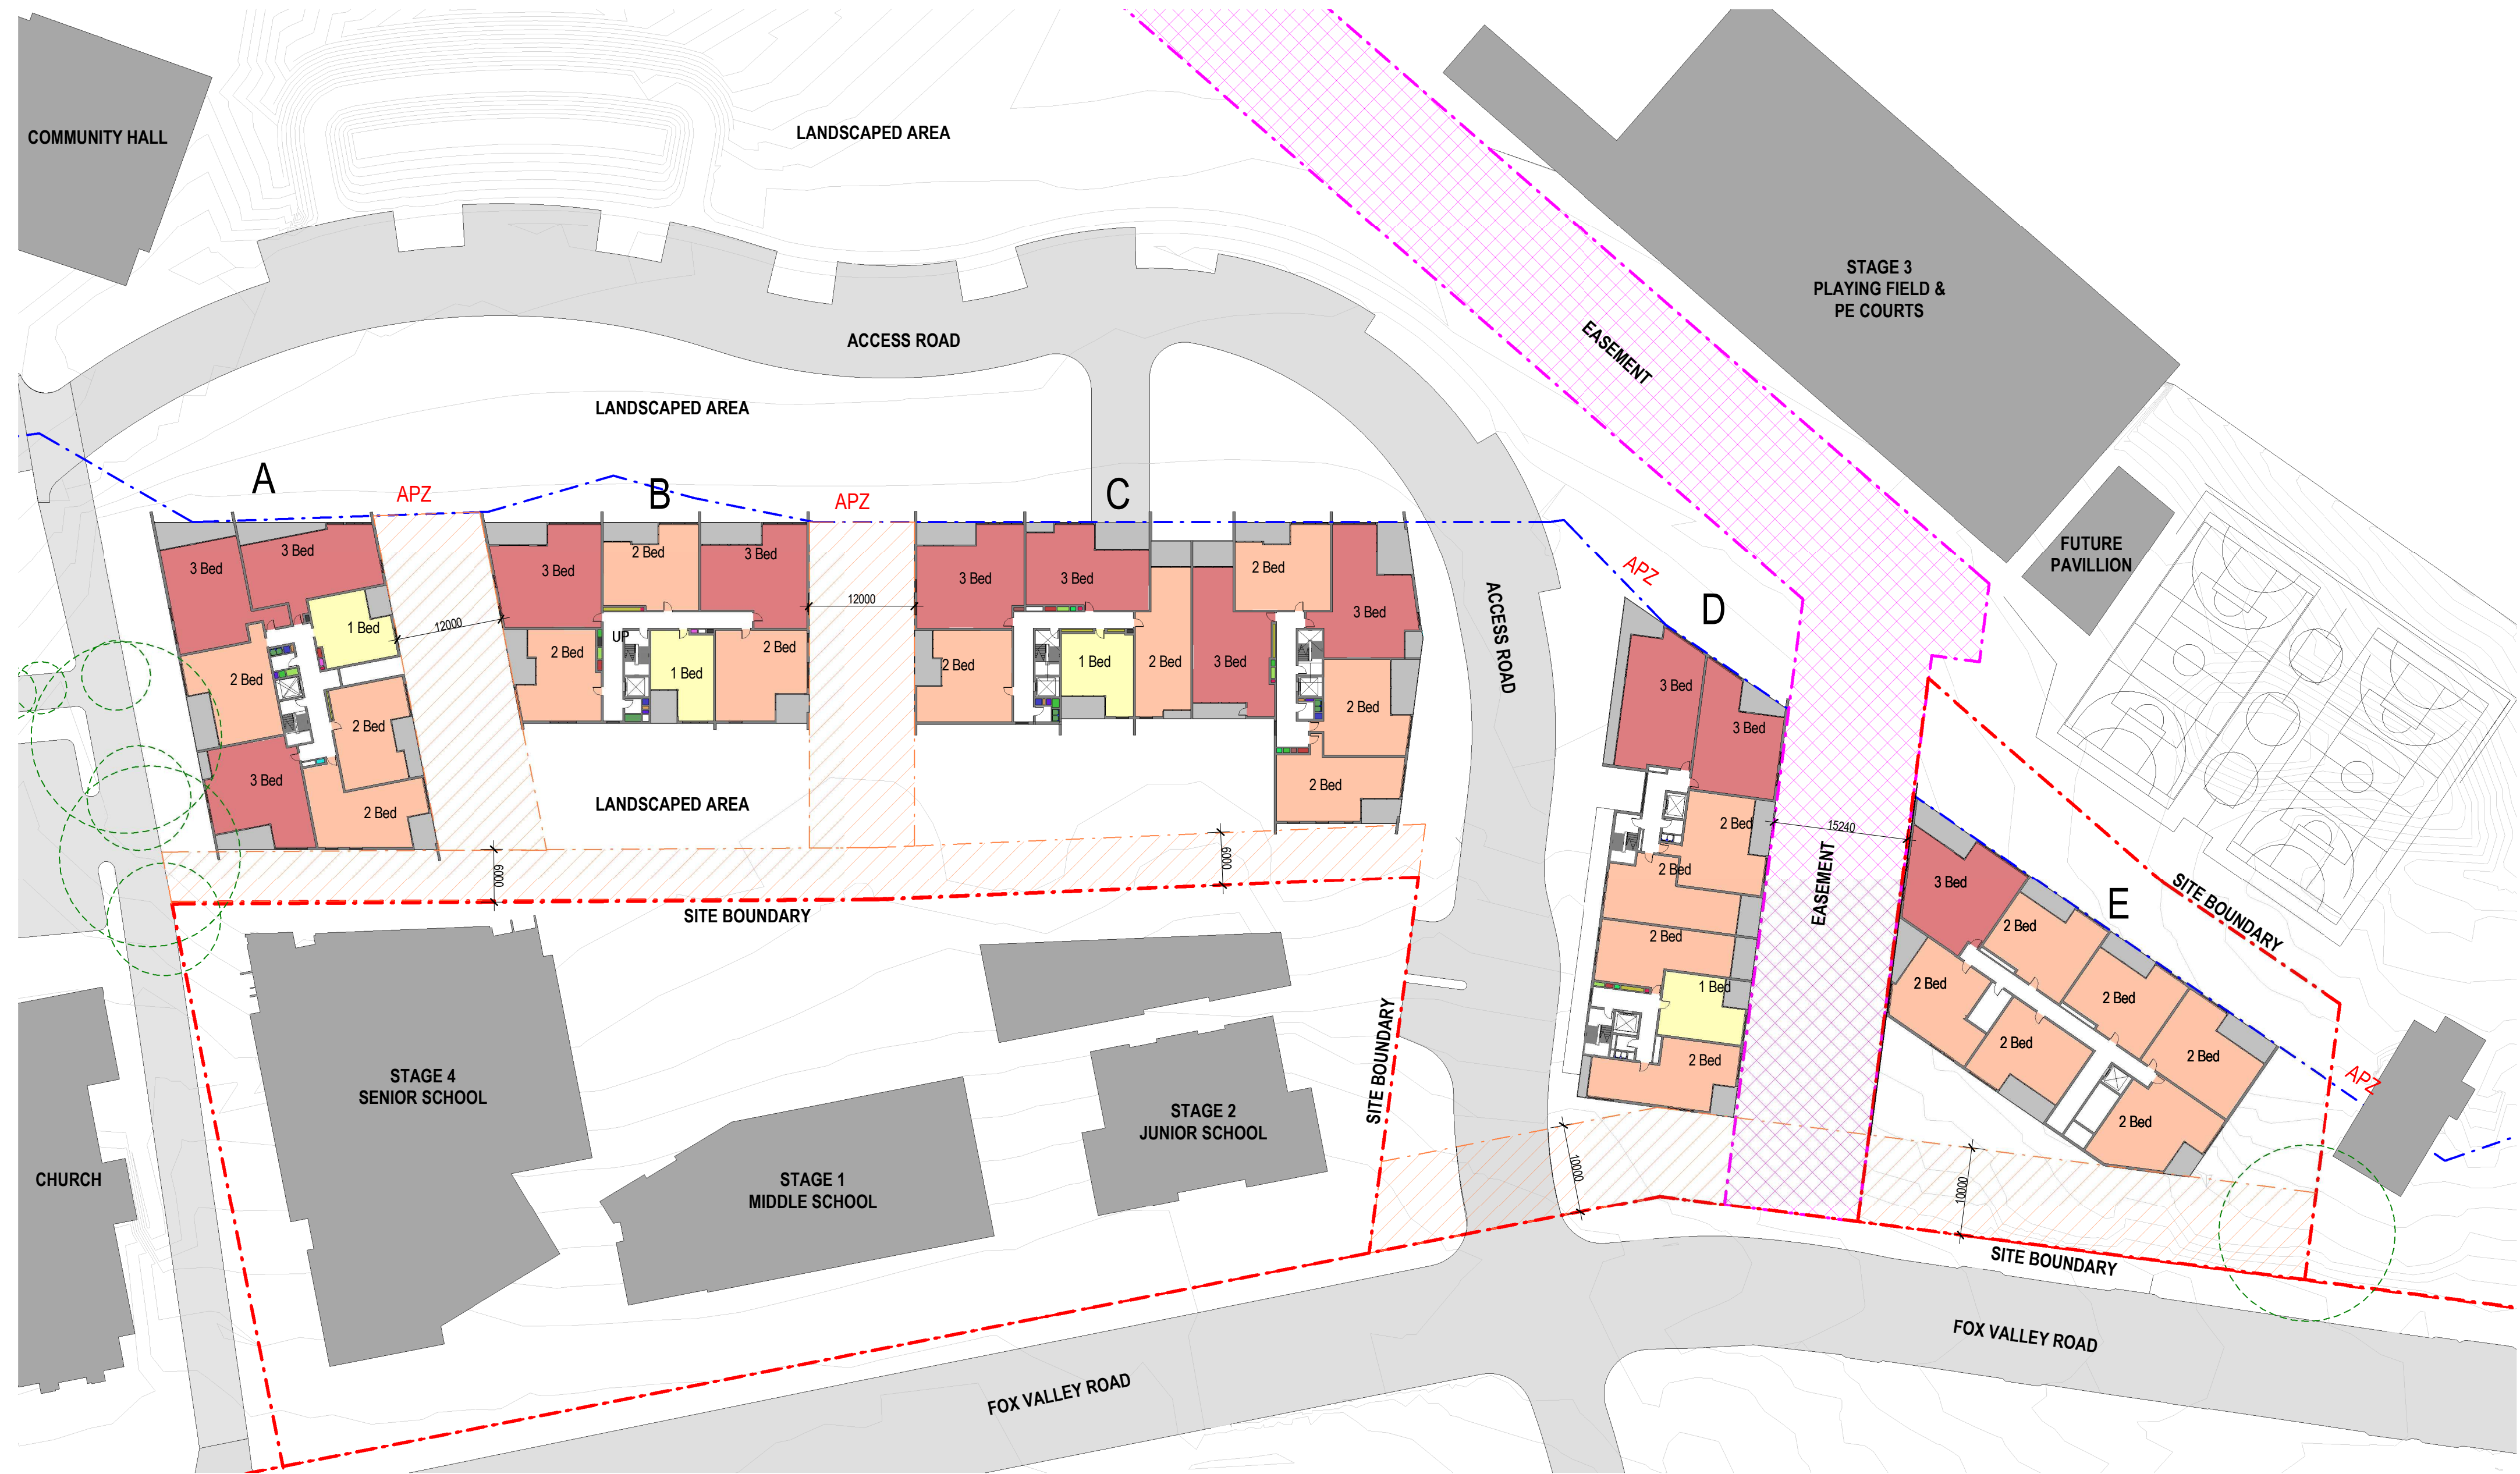 COMMUNITY HALL
LANDSCAPED AREA
STAGE 3
PLAYING FIELD &
PE COURTS
EASEMENT
ACCESS ROAD
LANDSCAPED AREA
A
APZ
B
APZ
C
APZ
D
FUTURE
PAVILLION
ACCESS ROAD
3 Bed
3 Bed
1 Bed
2 Bed
2 Bed
3 Bed
2 Bed
12000
3 Bed
2 Bed
3 Bed
2 Bed
UP
1 Bed
2 Bed
12000
3 Bed
3 Bed
2 Bed
1 Bed
2 Bed
3 Bed
2 Bed
3 Bed
2 Bed
2 Bed
3 Bed
3 Bed
2 Bed
2 Bed
2 Bed
1 Bed
2 Bed
15240
EASEMENT
E
3 Bed
2 Bed
2 Bed
2 Bed
2 Bed
2 Bed
2 Bed
SITE BOUNDARY
APZ
LANDSCAPED AREA
6000
6000
SITE BOUNDARY
SITE BOUNDARY
10000
10000
SITE BOUNDARY
STAGE 4
SENIOR SCHOOL
STAGE 1
MIDDLE SCHOOL
STAGE 2
JUNIOR SCHOOL
CHURCH
FOX VALLEY ROAD
FOX VALLEY ROAD